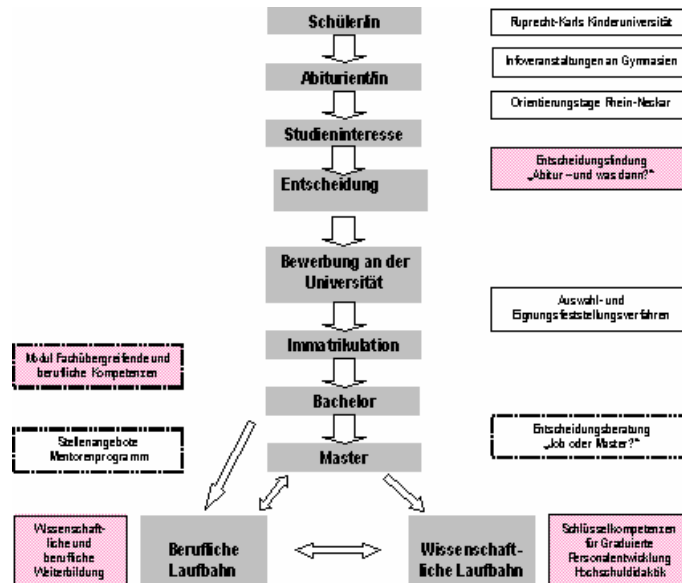 Schüler/in
Ruprecht-Karls Kinderuniversität
Abiturient/in
Infoveranstaltungen an Gymnasien
Studieninteresse
Orientierungstage Rhein-Neckar
Entscheidung
Entscheidungsfindung
„Abitur – und was dann?“
Bewerbung an der
Universität
Auswahl- und
Eignungsfeststellungsverfahren
Immatrikulation
Modul Fachübergreifende und
berufliche Kompetenzen
Bachelor
Stellenangebote
Mentorenprogramm
Entscheidungsberatung
„Job oder Master?“
Master
Wissenschaft-
liche und
berufliche
Weiterbildung
Berufliche
Laufbahn
Wissenschaft-
liche Laufbahn
Schlüsselkompetenzen
für Graduierte
Personalentwicklung
Hochschuldidaktik